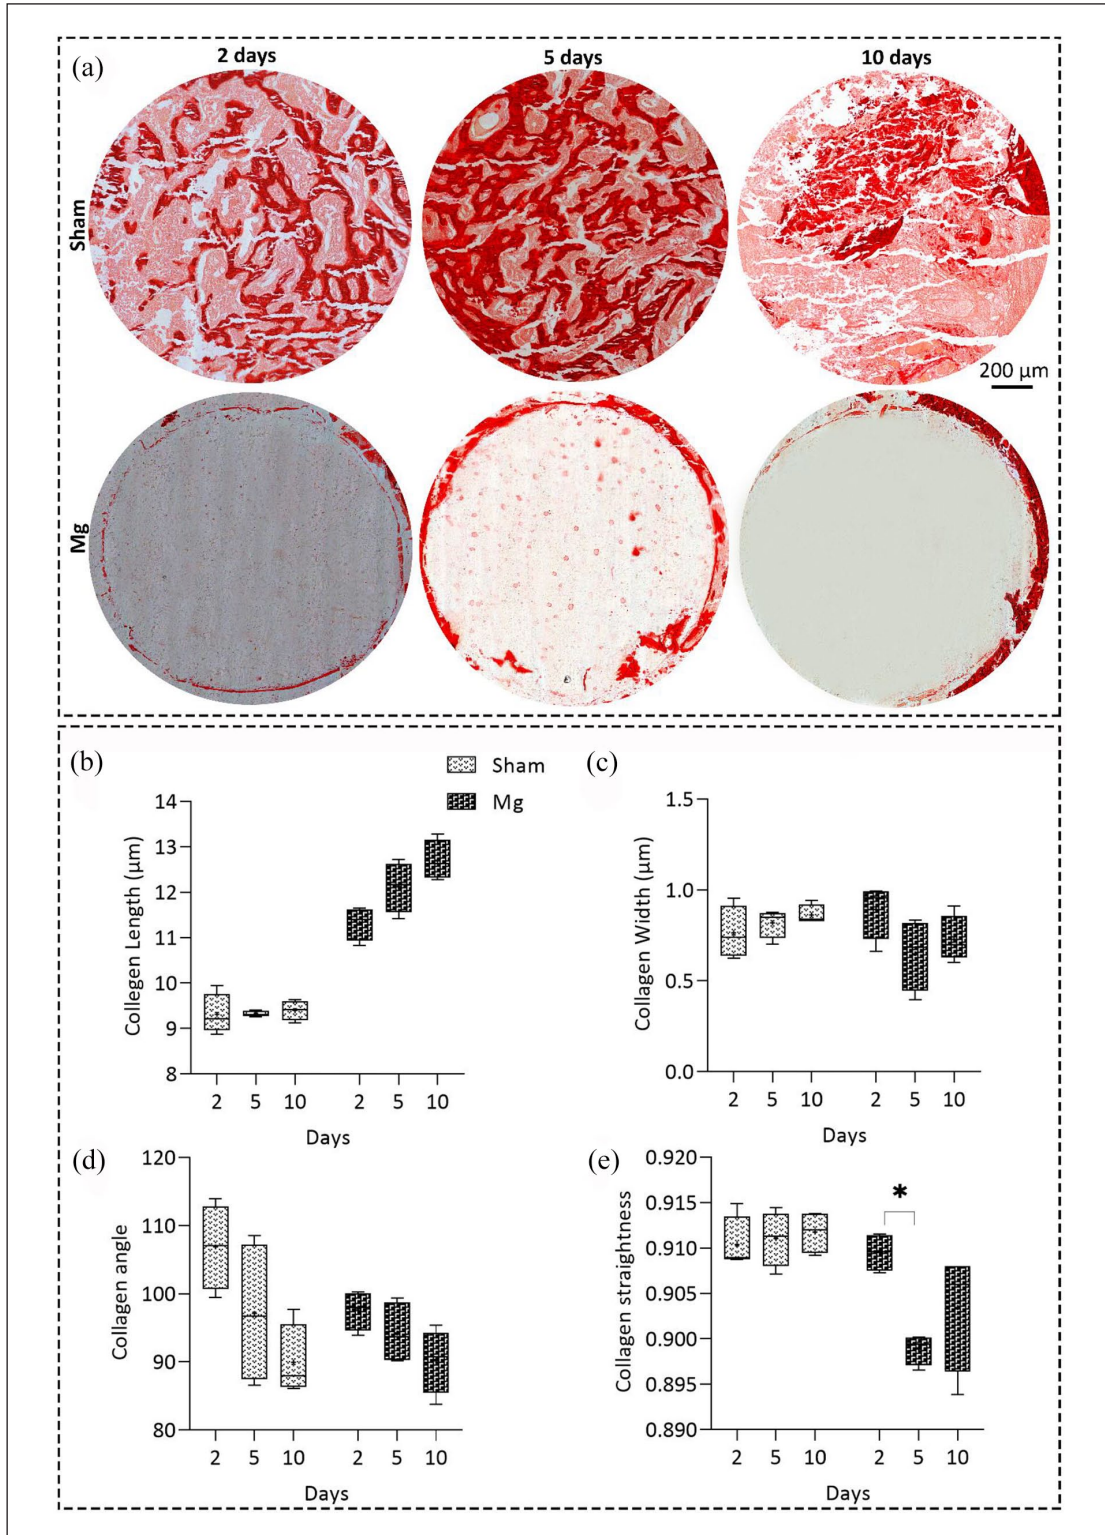 (a)
2 days
5 days
10 days
Sham
200 µm
Mg
(b)
Sham
Mg
Collegen Length (µm)
14
13
12
11
10
9
8
2 5 10 2 5 10
Days
(c)
Collagen Width (µm)
1.5
1.0
0.5
0.0
2 5 10 2 5 10
Days
(d)
Collagen angle
120
110
100
90
80
2 5 10 2 5 10
Days
(e)
Collagen straightness
0.920
0.915
0.910
0.905
0.900
0.895
0.890
*
2 5 10 2 5 10
Days